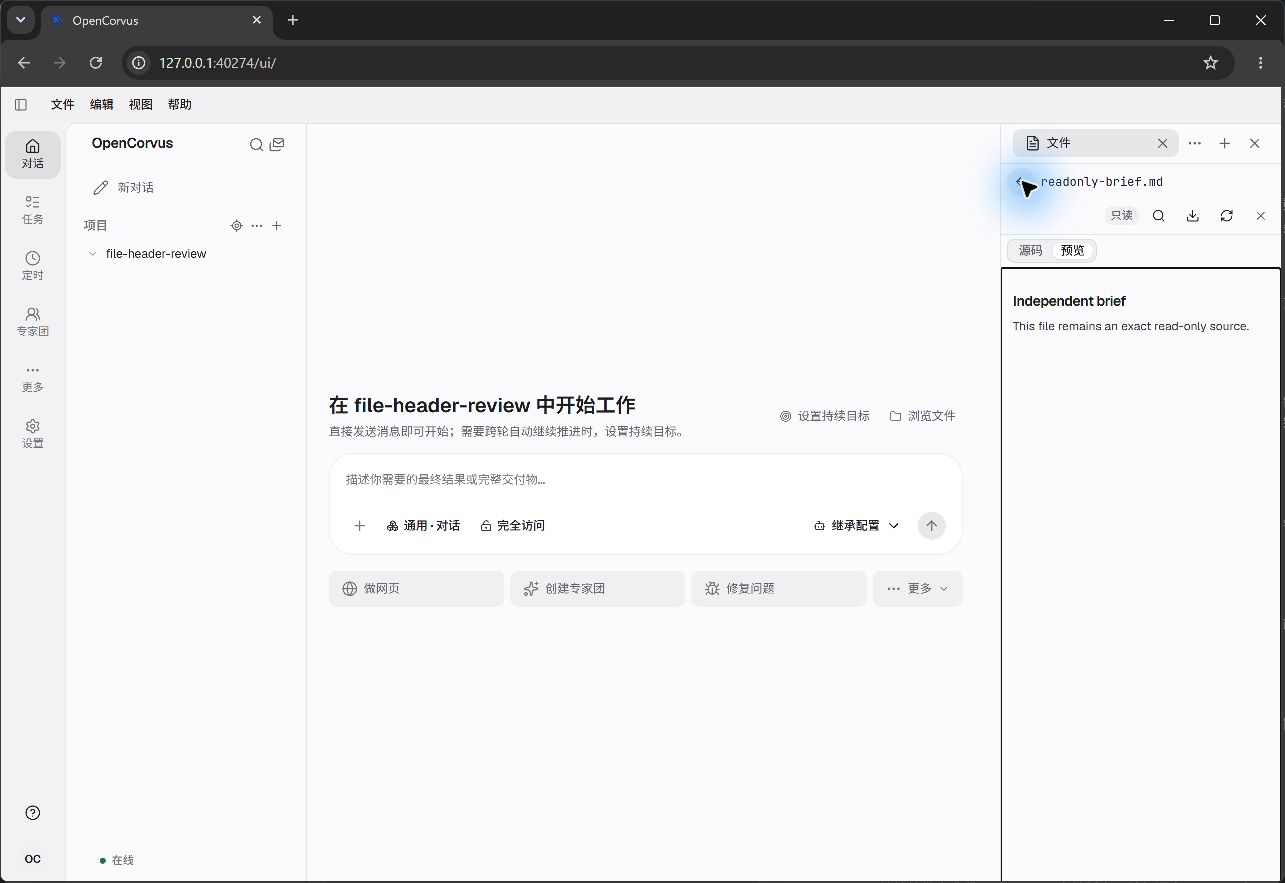 OpenCorvus
127.0.0.1:40274/ui/
文件 编辑 视图 帮助
对话
任务
定时
专家团
更多
设置
OC
OpenCorvus
新对话
项目
file-header-review
在线
在 file-header-review 中开始工作
直接发送消息即可开始；需要跨轮自动继续推进时，设置持续目标。
设置持续目标 浏览文件
描述你需要的最终结果或完整交付物...
通用 · 对话 完全访问 继承配置
做网页 创建专家团 修复问题 更多
文件
readonly-brief.md
只读
源码 预览
Independent brief
This file remains an exact read-only source.